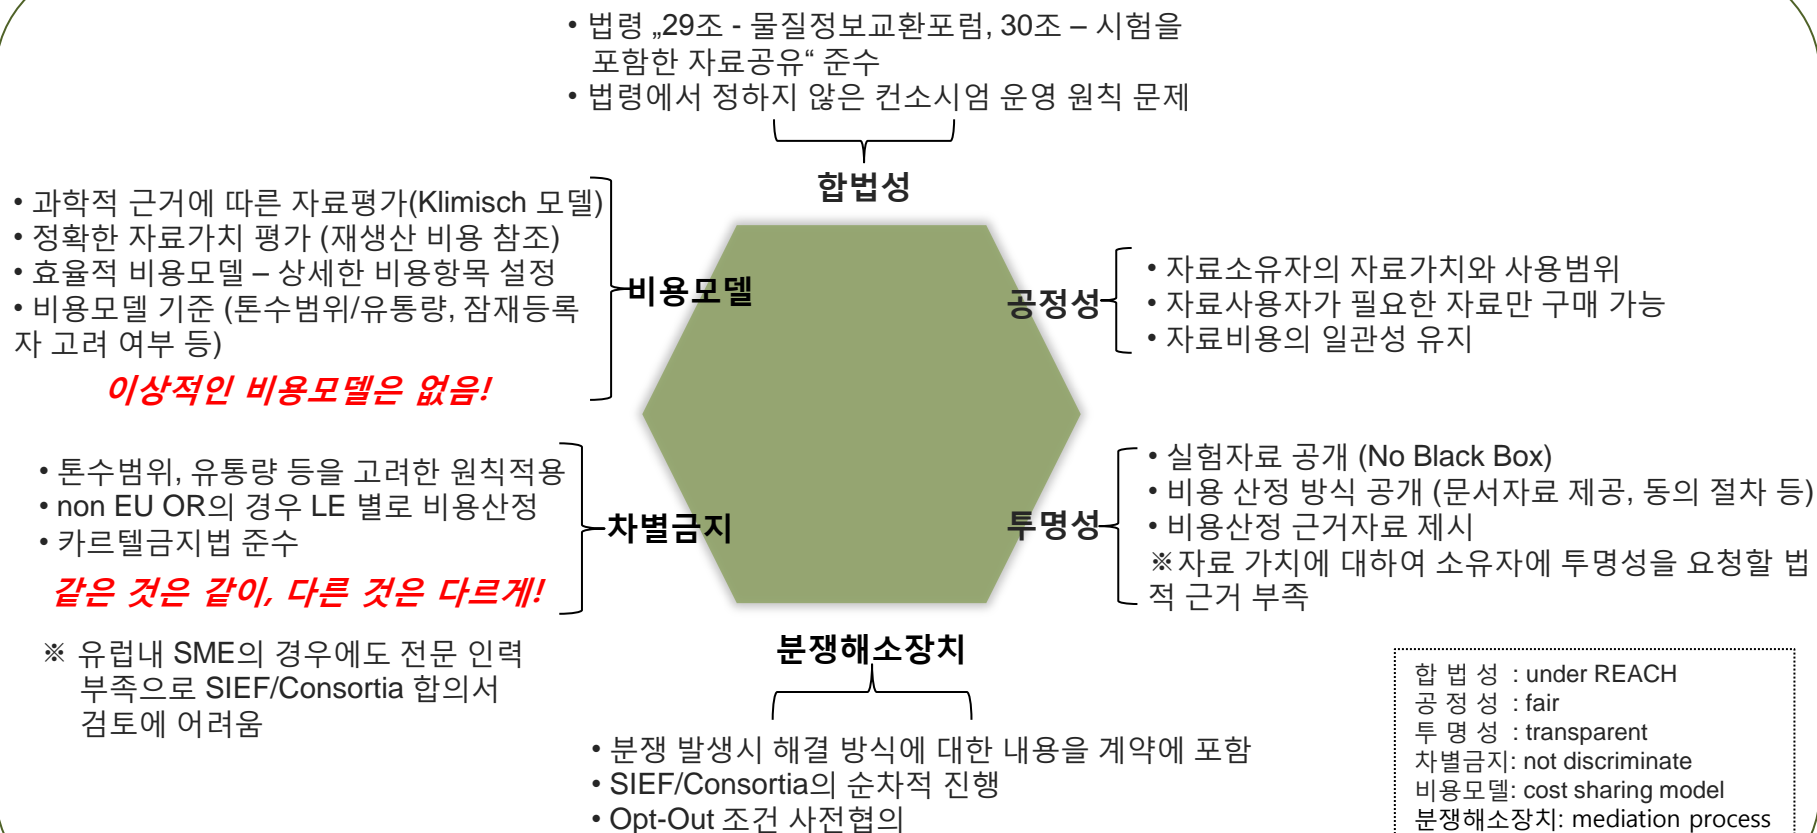 • 법령 „29조 - 물질정보교환포럼, 30조 – 시험을
포함한 자료공유“ 준수
• 법령에서 정하지 않은 컨소시엄 운영 원칙 문제
합법성
• 과학적 근거에 따른 자료평가(Klimisch 모델)
• 정확한 자료가치 평가 (재생산 비용 참조)
• 효율적 비용모델 – 상세한 비용항목 설정
• 비용모델 기준 (톤수범위/유통량, 잠재등록
자 고려 여부 등)
이상적인 비용모델은 없음!
비용모델
공정성
• 자료소유자의 자료가치와 사용범위
• 자료사용자가 필요한 자료만 구매 가능
• 자료비용의 일관성 유지
• 톤수범위, 유통량 등을 고려한 원칙적용
• non EU OR의 경우 LE 별로 비용산정
• 카르텔금지법 준수
같은 것은 같이, 다른 것은 다르게!
차별금지
※ 유럽내 SME의 경우에도 전문 인력
부족으로 SIEF/Consortia 합의서
검토에 어려움
투명성
• 실험자료 공개 (No Black Box)
• 비용 산정 방식 공개 (문서자료 제공, 동의 절차 등)
• 비용산정 근거자료 제시
※자료 가치에 대하여 소유자에 투명성을 요청할 법
적 근거 부족
분쟁해소장치
• 분쟁 발생시 해결 방식에 대한 내용을 계약에 포함
• SIEF/Consortia의 순차적 진행
• Opt-Out 조건 사전협의
합 법 성 : under REACH
공 정 성 : fair
투 명 성 : transparent
차별금지: not discriminate
비용모델: cost sharing model
분쟁해소장치: mediation process